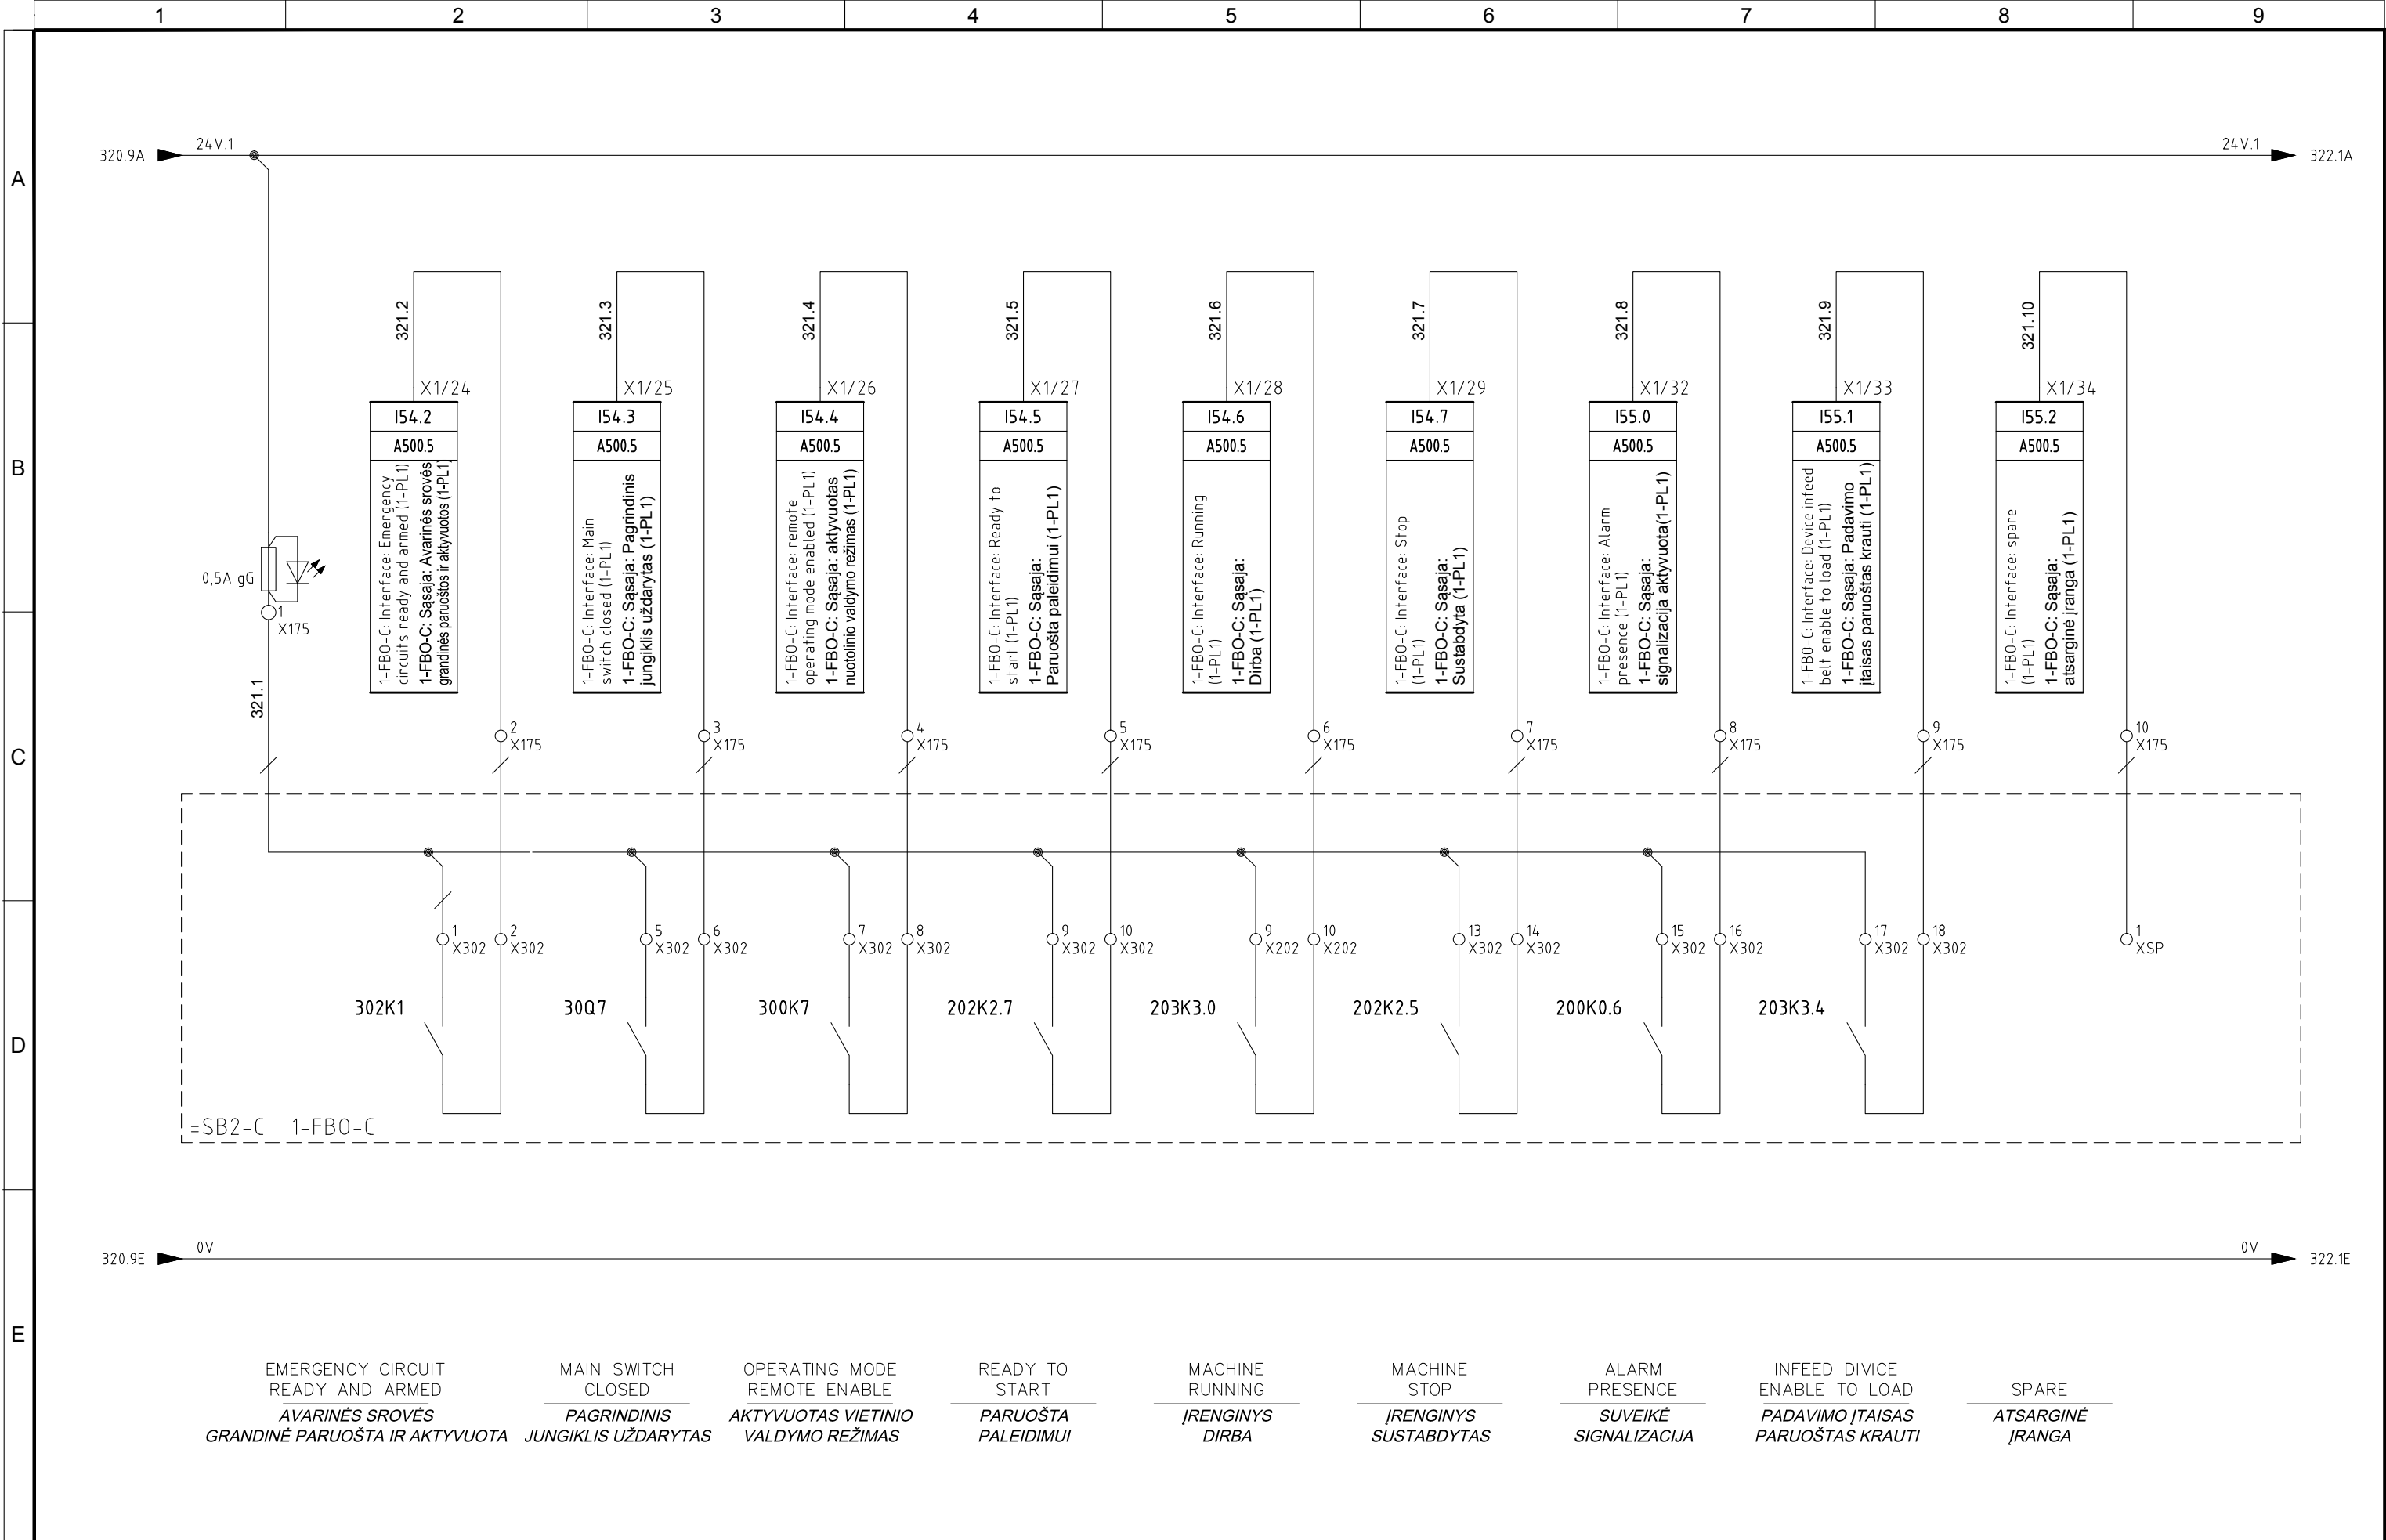 1 2 3 4 5 6 7 8 9
A
B
C
D
E
320.9A 24V.1 24V.1 322.1A
321.2 321.3 321.4 321.5 321.6 321.7 321.8 321.9 321.10
X1/24 X1/25 X1/26 X1/27 X1/28 X1/29 X1/32 X1/33 X1/34
I54.2 I54.3 I54.4 I54.5 I54.6 I54.7 I55.0 I55.1 I55.2
A500.5 A500.5 A500.5 A500.5 A500.5 A500.5 A500.5 A500.5 A500.5
1-FBO-C: Interface: Emergency
circuits ready and armed (1-PL1)
1-FBO-C: Sąsaja: Avarinės srovės
grandinės paruoštos ir aktyvuotos (1-PL1)
1-FBO-C: Interface: Main
switch closed (1-PL1)
1-FBO-C: Sąsaja: Pagrindinis
jungiklis uždarytas (1-PL1)
1-FBO-C: Interface: remote
operating mode enabled (1-PL1)
1-FBO-C: Sąsaja: aktyvuotas
nuotolinio valdymo režimas (1-PL1)
1-FBO-C: Interface: Ready to
start (1-PL1)
1-FBO-C: Sąsaja:
Paruošta paleidimui (1-PL1)
1-FBO-C: Interface: Running
(1-PL1)
1-FBO-C: Sąsaja:
Dirba (1-PL1)
1-FBO-C: Interface: Stop
(1-PL1)
1-FBO-C: Sąsaja:
Sustabdyta (1-PL1)
1-FBO-C: Interface: Alarm
presence (1-PL1)
1-FBO-C: Sąsaja:
signalizacija aktyvuota(1-PL1)
1-FBO-C: Interface: Device infeed
belt enable to load (1-PL1)
1-FBO-C: Sąsaja: Padavimo
įtaisas paruoštas krauti (1-PL1)
1-FBO-C: Interface: spare
(1-PL1)
1-FBO-C: Sąsaja:
atsarginė įranga (1-PL1)
0,5A gG
1
X175
321.1
2 3 4 5 6 7 8 9 10
X175 X175 X175 X175 X175 X175 X175 X175 X175
1 2 5 6 7 8 9 10 9 10 13 14 15 16 17 18 1
X302 X302 X302 X302 X302 X302 X302 X302 X202 X202 X302 X302 X302 X302 X302 X302 XSP
302K1 30Q7 300K7 202K2.7 203K3.0 202K2.5 200K0.6 203K3.4
=SB2-C 1-FBO-C
320.9E 0V 0V 322.1E
EMERGENCY CIRCUIT
READY AND ARMED
AVARINĖS SROVĖS
GRANDINĖ PARUOŠTA IR AKTYVUOTA
MAIN SWITCH
CLOSED
PAGRINDINIS
JUNGIKLIS UŽDARYTAS
OPERATING MODE
REMOTE ENABLE
AKTYVUOTAS VIETINIO
VALDYMO REŽIMAS
READY TO
START
PARUOŠTA
PALEIDIMUI
MACHINE
RUNNING
ĮRENGINYS
DIRBA
MACHINE
STOP
ĮRENGINYS
SUSTABDYTAS
ALARM
PRESENCE
SUVEIKĖ
SIGNALIZACIJA
INFEED DIVICE
ENABLE TO LOAD
PADAVIMO ĮTAISAS
PARUOŠTAS KRAUTI
SPARE
ATSARGINĖ
ĮRANGA